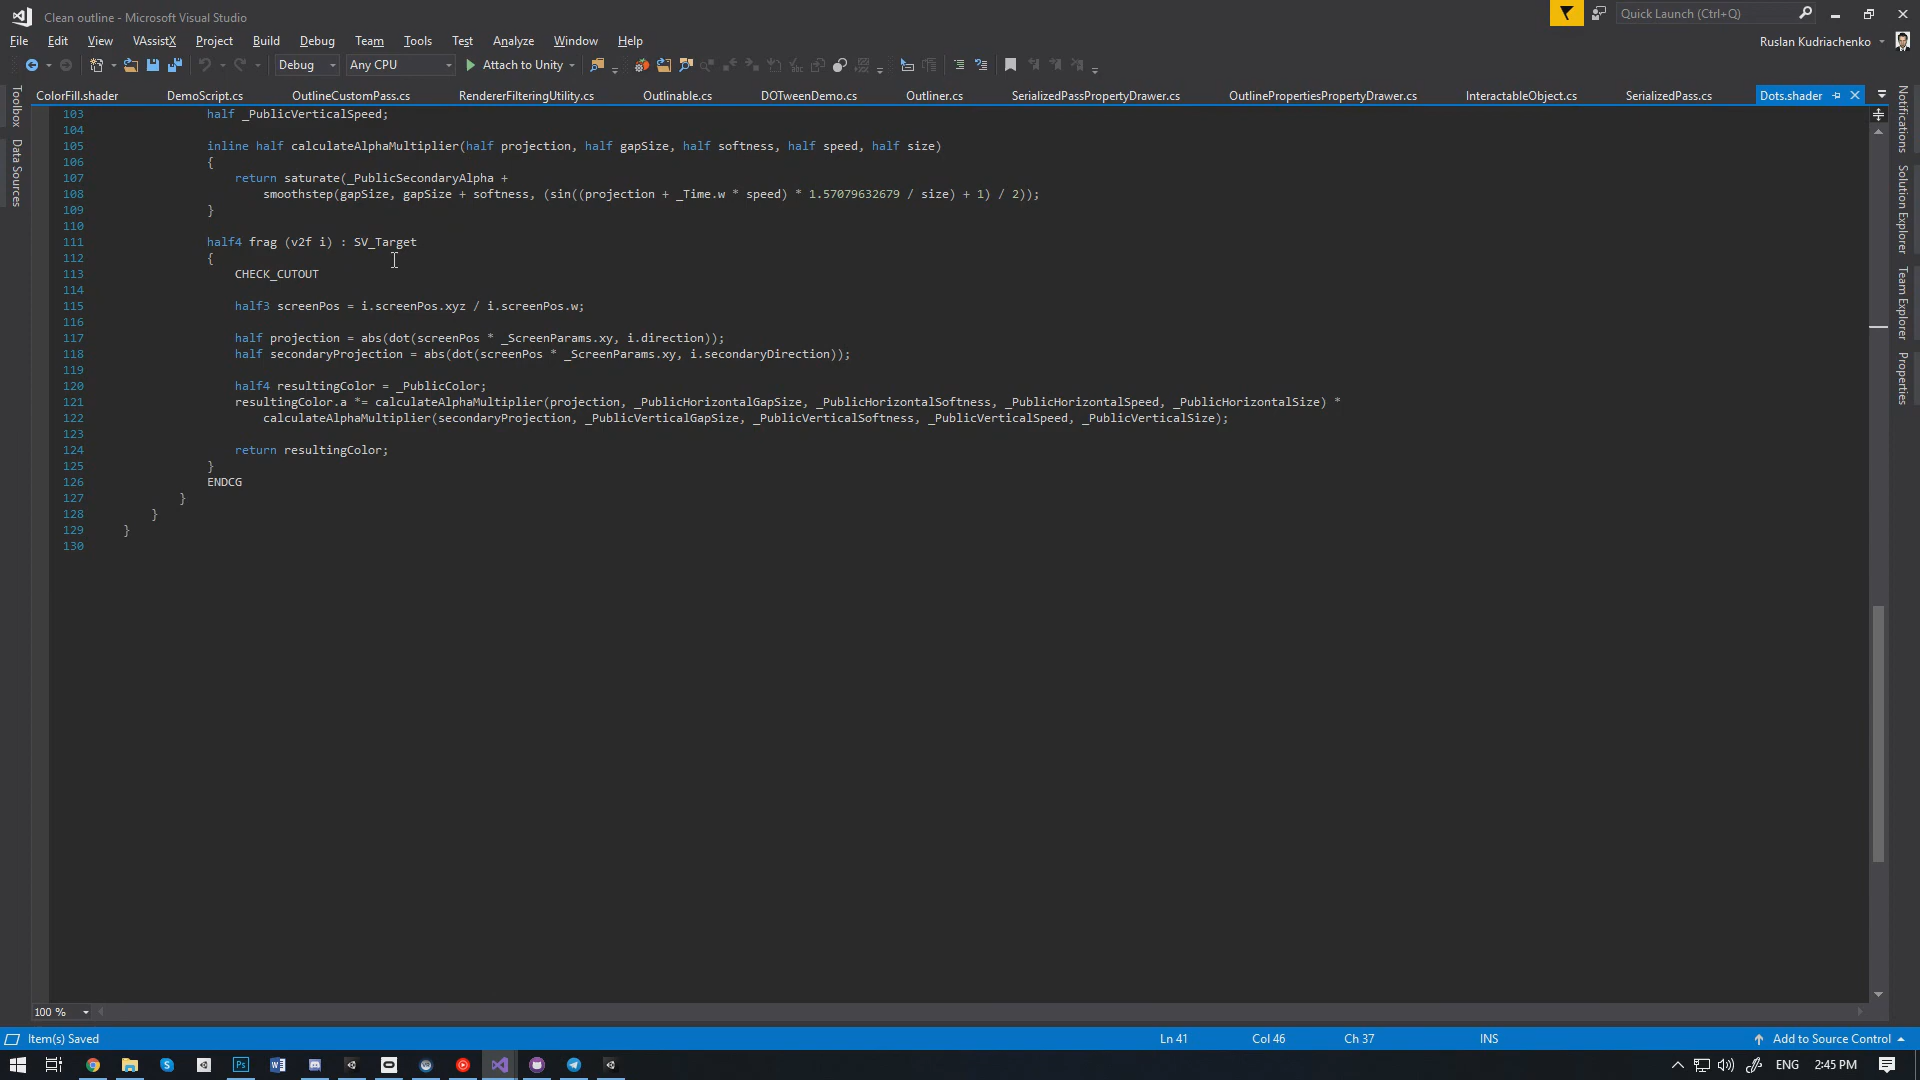 Clean outline - Microsoft Visual Studio
Quick Launch (Ctrl+Q)
File Edit View VAssistX Project Build Debug Team Tools Test Analyze Window Help
Ruslan Kudriachenko
Debug Any CPU Attach to Unity
ColorFill.shader DemoScript.cs OutlineCustomPass.cs RendererFilteringUtility.cs Outlinable.cs DOTweenDemo.cs Outliner.cs SerializedPassPropertyDrawer.cs OutlinePropertiesPropertyDrawer.cs InteractableObject.cs SerializedPass.cs Dots.shader
Toolbox
Data Sources
Notifications
Solution Explorer
Team Explorer
Properties
103 half _PublicVerticalSpeed;
104
105 inline half calculateAlphaMultiplier(half projection, half gapSize, half softness, half speed, half size)
106 {
107 return saturate(_PublicSecondaryAlpha +
108 smoothstep(gapSize, gapSize + softness, (sin((projection + _Time.w * speed) * 1.57079632679 / size) + 1) / 2));
109 }
110
111 half4 frag (v2f i) : SV_Target
112 {
113 CHECK_CUTOUT
114
115 half3 screenPos = i.screenPos.xyz / i.screenPos.w;
116
117 half projection = abs(dot(screenPos * _ScreenParams.xy, i.direction));
118 half secondaryProjection = abs(dot(screenPos * _ScreenParams.xy, i.secondaryDirection));
119
120 half4 resultingColor = _PublicColor;
121 resultingColor.a *= calculateAlphaMultiplier(projection, _PublicHorizontalGapSize, _PublicHorizontalSoftness, _PublicHorizontalSpeed, _PublicHorizontalSize) *
122 calculateAlphaMultiplier(secondaryProjection, _PublicVerticalGapSize, _PublicVerticalSoftness, _PublicVerticalSpeed, _PublicVerticalSize);
123
124 return resultingColor;
125 }
126 ENDCG
127 }
128 }
129 }
130
100 %
Item(s) Saved Ln 41 Col 46 Ch 37 INS Add to Source Control
Ps ENG 2:45 PM